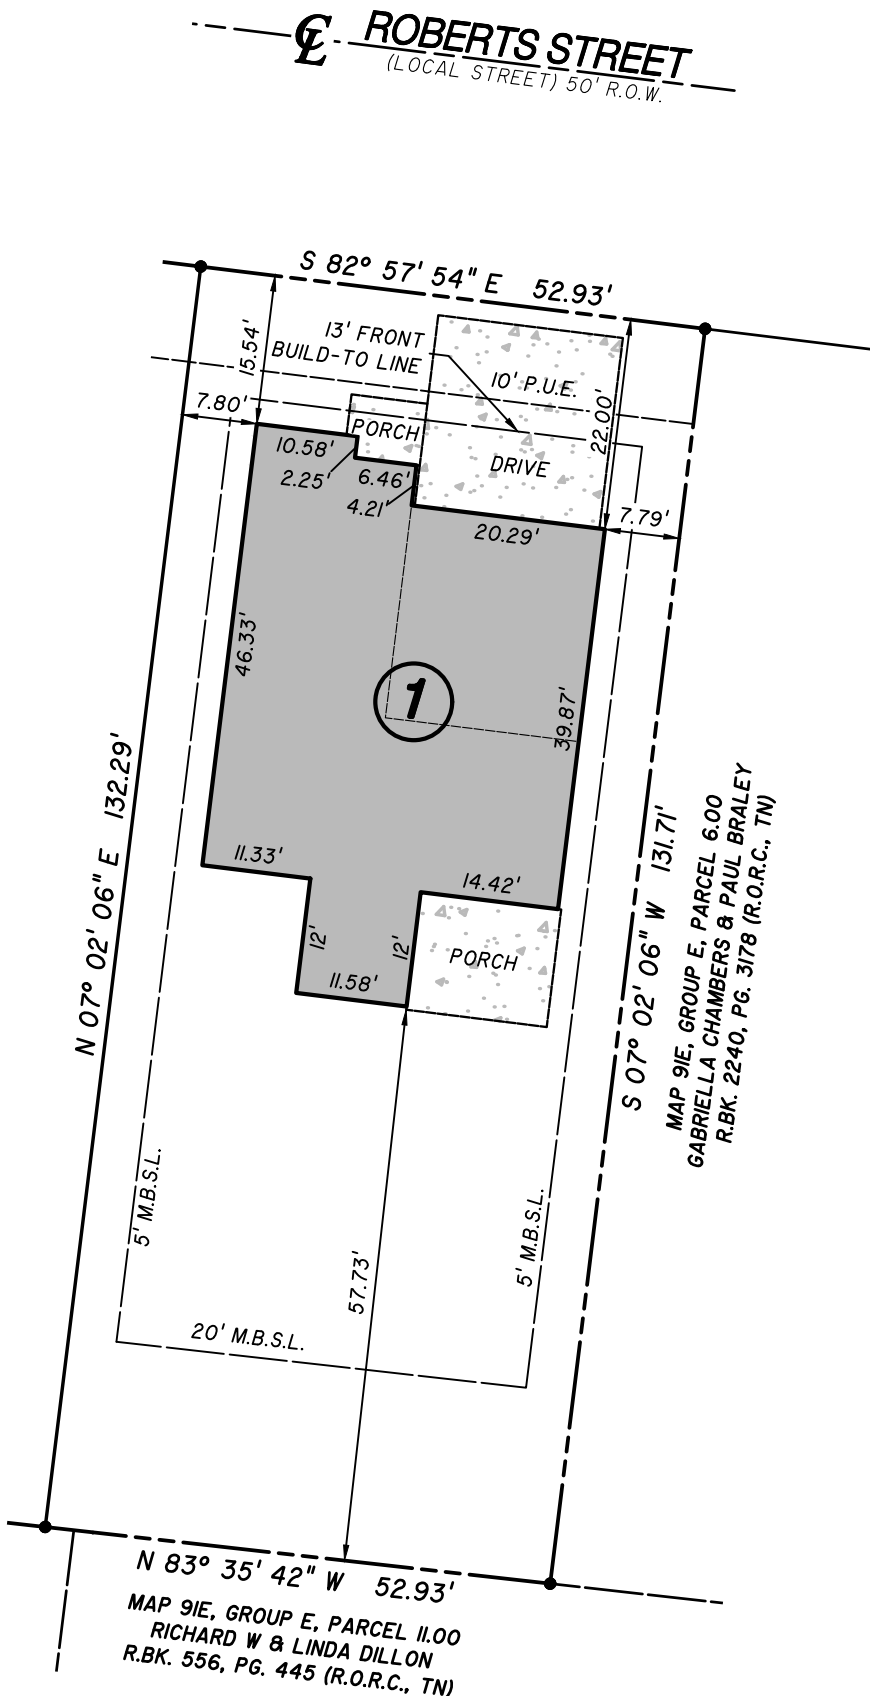 ℄ ROBERTS STREET
(LOCAL STREET) 50' R.O.W.
S 82° 57' 54" E 52.93'
15.54'
13' FRONT
BUILD-TO LINE
10' P.U.E.
22.00'
7.80'
PORCH
DRIVE
10.58'
2.25'
6.46'
4.21'
20.29'
7.79'
46.33'
1
39.87'
N 07° 02' 06" E 132.29'
S 07° 02' 06" W 131.71'
MAP 91E, GROUP E, PARCEL 6.00
GABRIELLA CHAMBERS & PAUL BRALEY
R.BK. 2240, PG. 3178 (R.O.R.C., TN)
11.33'
14.42'
12'
12'
PORCH
11.58'
5' M.B.S.L.
5' M.B.S.L.
57.73'
20' M.B.S.L.
N 83° 35' 42" W 52.93'
MAP 91E, GROUP E, PARCEL 11.00
RICHARD W & LINDA DILLON
R.BK. 556, PG. 445 (R.O.R.C., TN)